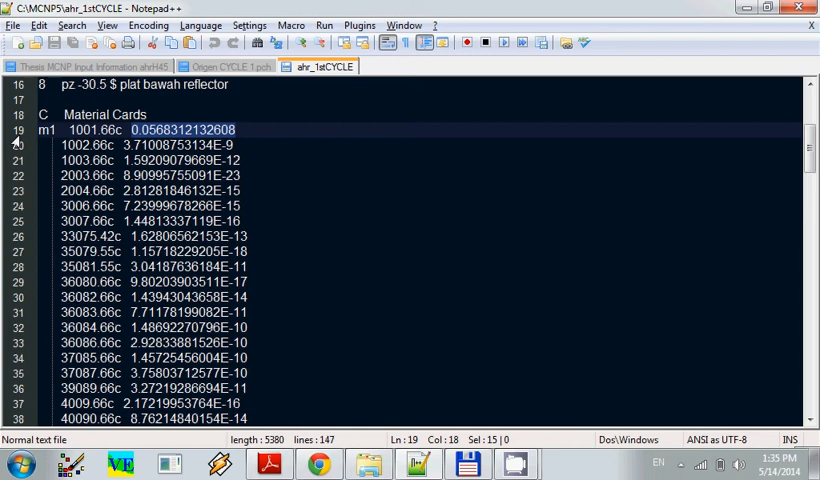 C:\MCNP5\ahr_1stCYCLE - Notepad++
File Edit Search View Encoding Language Settings Macro Run Plugins Window ? X
Thesis MCNP Input Information ahrH45 Origen CYCLE 1.pch ahr_1stCYCLE
16 8 pz -30.5 $ plat bawah reflector
17
18 C Material Cards
19 m1 1001.66c 0.0568312132608
20 1002.66c 3.71008753134E-9
21 1003.66c 1.59209079669E-12
22 2003.66c 8.90995755091E-23
23 2004.66c 2.81281846132E-15
24 3006.66c 7.23999678266E-15
25 3007.66c 1.44813337119E-16
26 33075.42c 1.62806562153E-13
27 35079.55c 1.15718229205E-18
28 35081.55c 3.04187636184E-11
29 36080.66c 9.80203903511E-17
30 36082.66c 1.43943043658E-14
31 36083.66c 7.71178199082E-11
32 36084.66c 1.48692270796E-10
33 36086.66c 2.92833881526E-10
34 37085.66c 1.45725456004E-10
35 37087.66c 3.75803712577E-10
36 39089.66c 3.27219286694E-11
37 4009.66c 2.17219953764E-16
38 40090.66c 8.76214840154E-14
Normal text file length : 5380 lines : 147 Ln : 19 Col : 18 Sel : 15 | 0 Dos\Windows ANSI as UTF-8 INS
VE EN 1:35 PM
5/14/2014